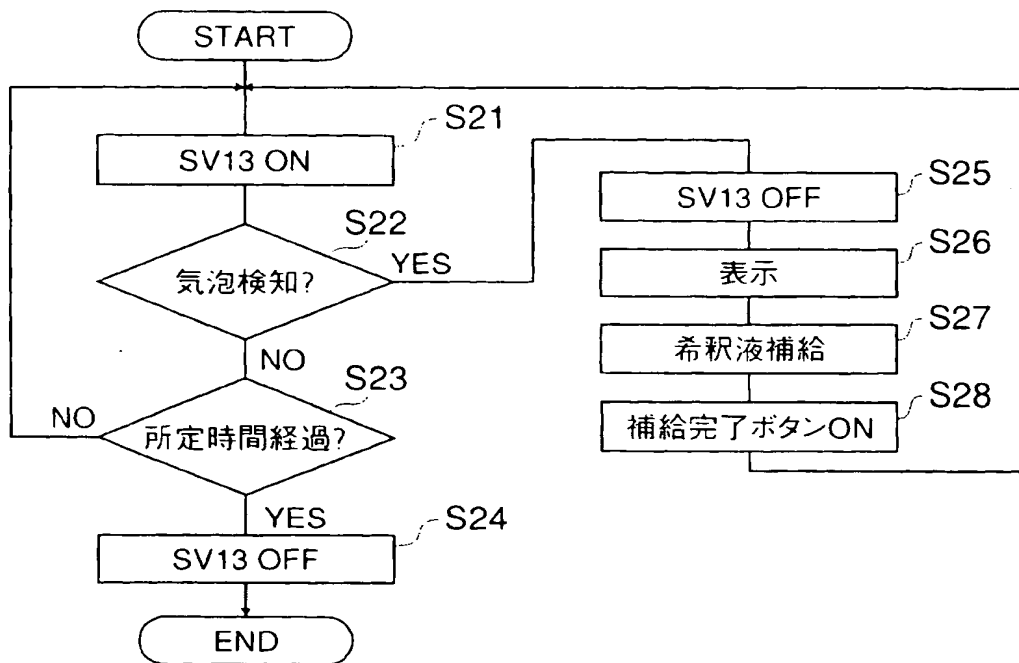 START
S21
SV13 ON
S22
気泡検知?
YES
NO
S23
NO
所定時間経過?
YES
S24
SV13 OFF
END
S25
SV13 OFF
S26
表示
S27
希釈液補給
S28
補給完了ボタンON